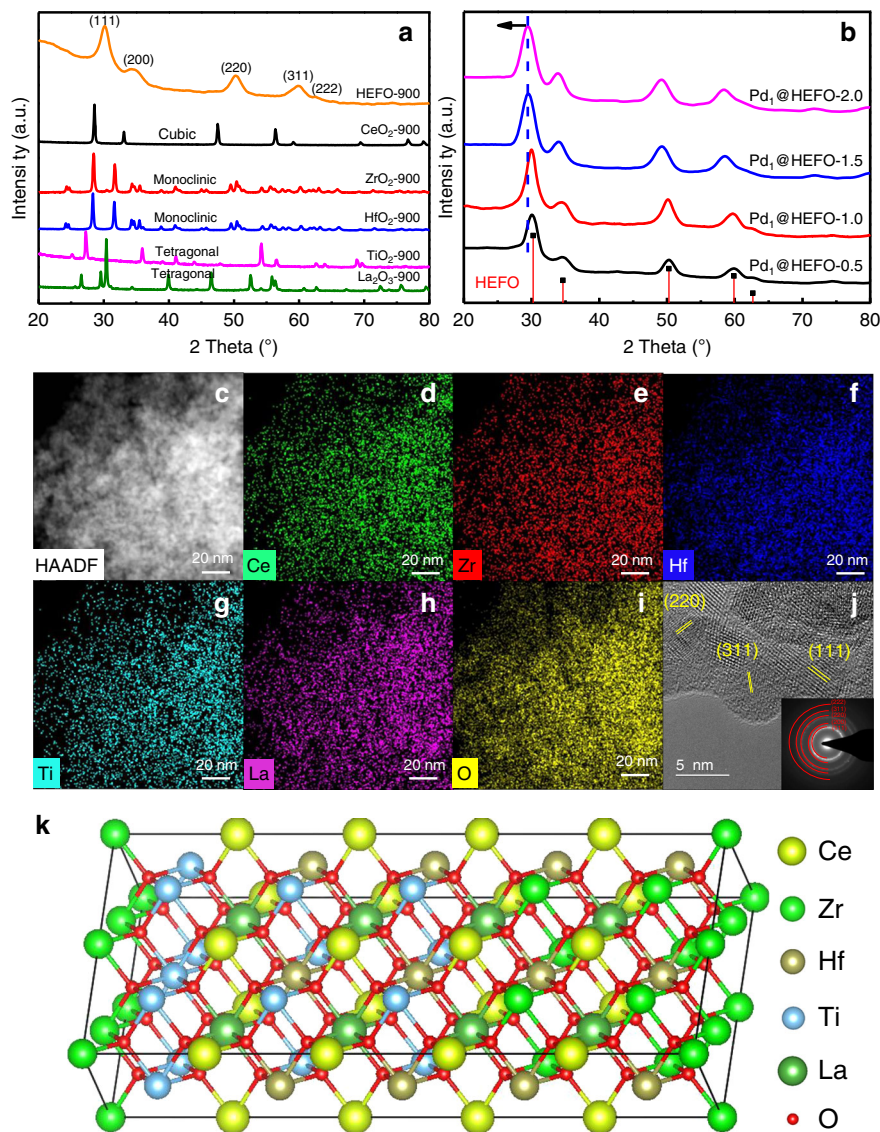 a
(111)
(200)
(220)
(311)
(222)
HEFO-900
Cubic
CeO₂-900
Monoclinic
ZrO₂-900
Monoclinic
HfO₂-900
Tetragonal
TiO₂-900
Tetragonal
La₂O₃-900
Intensi ty (a.u.)
20 30 40 50 60 70 80
2 Theta (°)
b
Pd₁@HEFO-2.0
Pd₁@HEFO-1.5
Pd₁@HEFO-1.0
Pd₁@HEFO-0.5
HEFO
Intensi ty (a.u.)
20 30 40 50 60 70 80
2 Theta (°)
c
HAADF
20 nm
d
Ce
20 nm
e
Zr
20 nm
f
Hf
20 nm
g
Ti
20 nm
h
La
20 nm
i
O
20 nm
j
(220)
(311)
(111)
5 nm
k
Ce
Zr
Hf
Ti
La
O